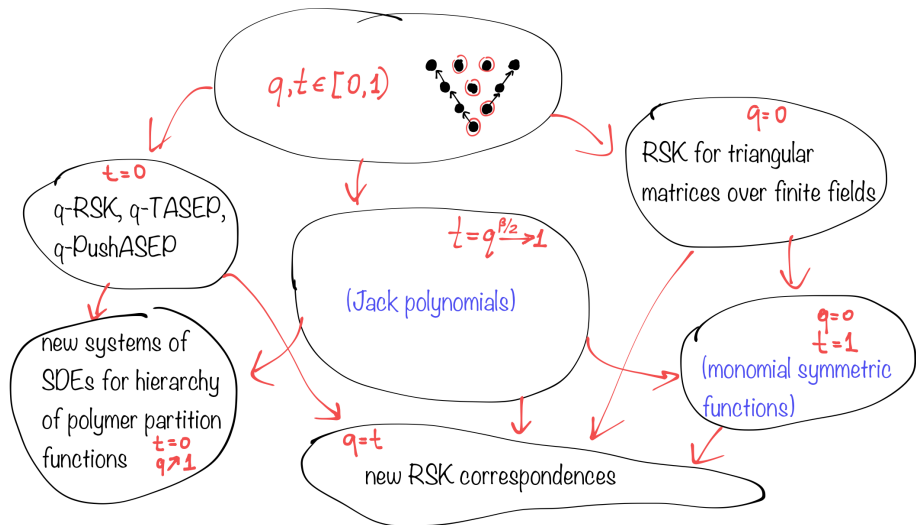 q,t ∈ [0,1)
q=0
RSK for triangular
matrices over finite fields
t=0
q-RSK, q-TASEP,
q-PushASEP
t=q^{β/2}→1
(Jack polynomials)
new systems of
SDEs for hierarchy
of polymer partition
functions
t=0
q↗1
q=0
t=1
(monomial symmetric
functions)
q=t
new RSK correspondences